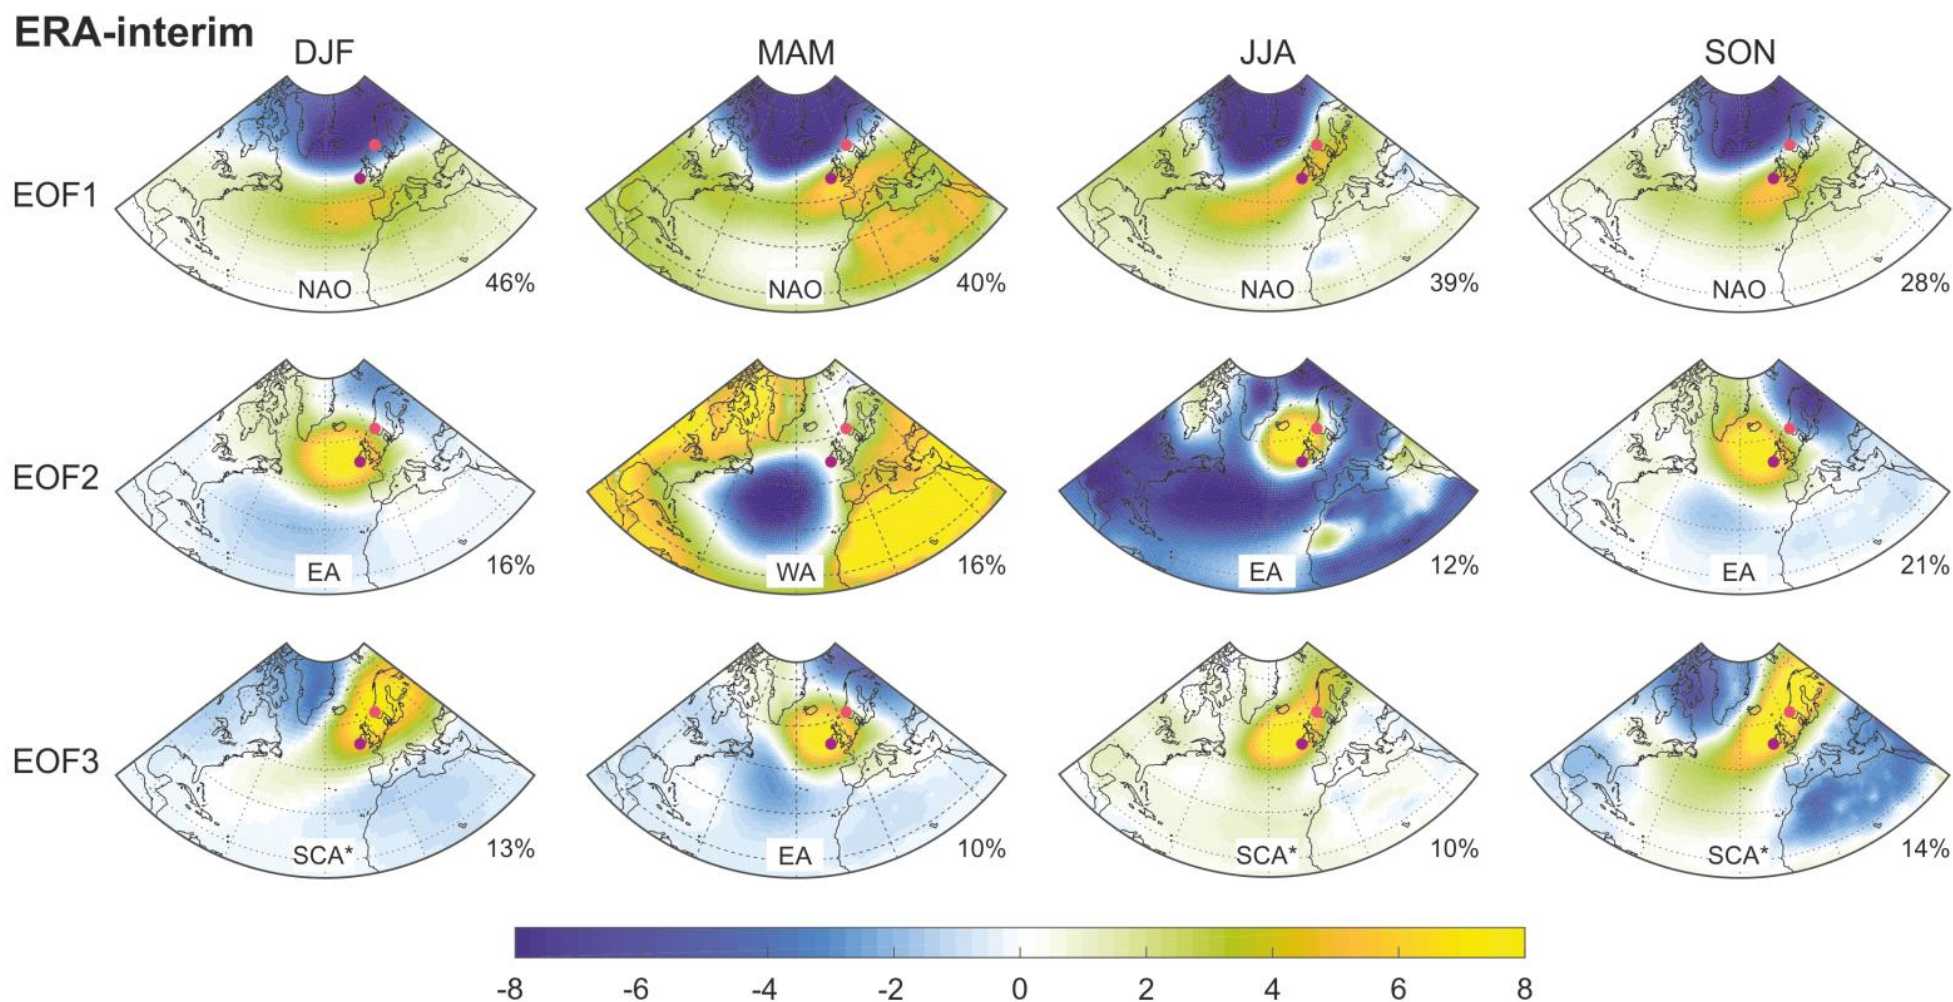 ERA-interim
DJF MAM JJA SON
EOF1
NAO 46% NAO 40% NAO 39% NAO 28%
EOF2
EA 16% WA 16% EA 12% EA 21%
EOF3
SCA* 13% EA 10% SCA* 10% SCA* 14%
-8 -6 -4 -2 0 2 4 6 8